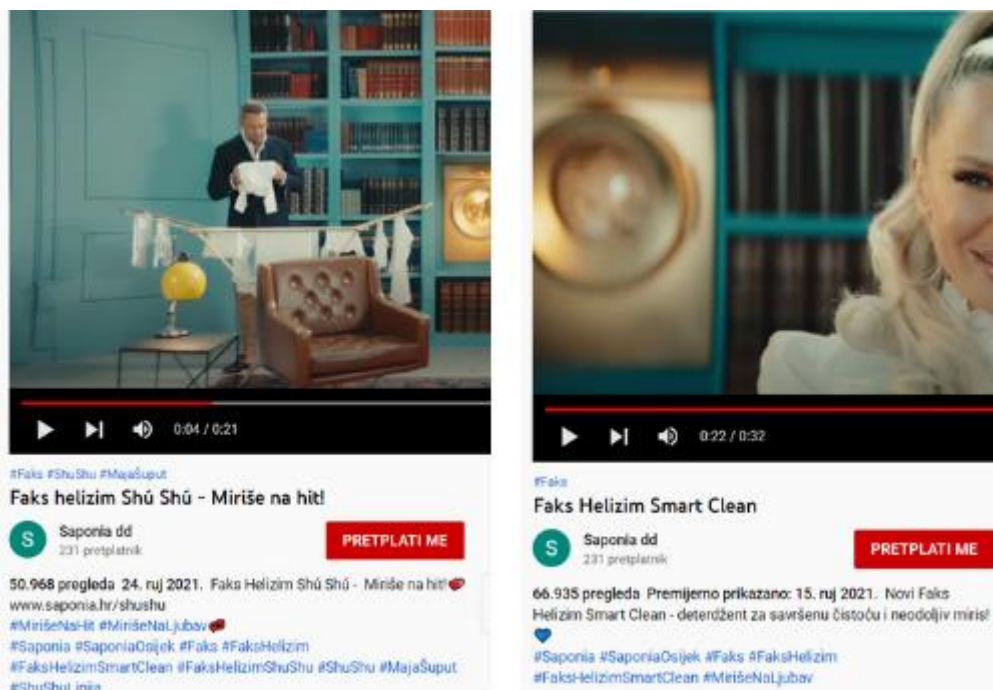 0:04 / 0:21
#Faks #ShuShu #MajaŠuput
Faks helizim Shú Shú - Miriše na hit!
S
Saponia dd
231 pretplatnik
PRETPLATI ME
50.968 pregleda 24. ruj 2021. Faks Helizim Shú Shú - Miriše na hit!
www.saponia.hr/shushu
#MirišeNaHit #MirišeNaLjubav
#Saponia #SaponiaOsijek #Faks #FaksHelizim
#FaksHelizimSmartClean #FaksHelizimShuShu #ShuShu #MajaŠuput
#ShuShuLinija
0:22 / 0:32
#Faks
Faks Helizim Smart Clean
S
Saponia dd
231 pretplatnik
PRETPLATI ME
66.935 pregleda Premijerno prikazano: 15. ruj 2021. Novi Faks
Helizim Smart Clean - deterdžent za savršenu čistoću i neodoljiv miris!
#Saponia #SaponiaOsijek #Faks #FaksHelizim
#FaksHelizimSmartClean #MirišeNaLjubav